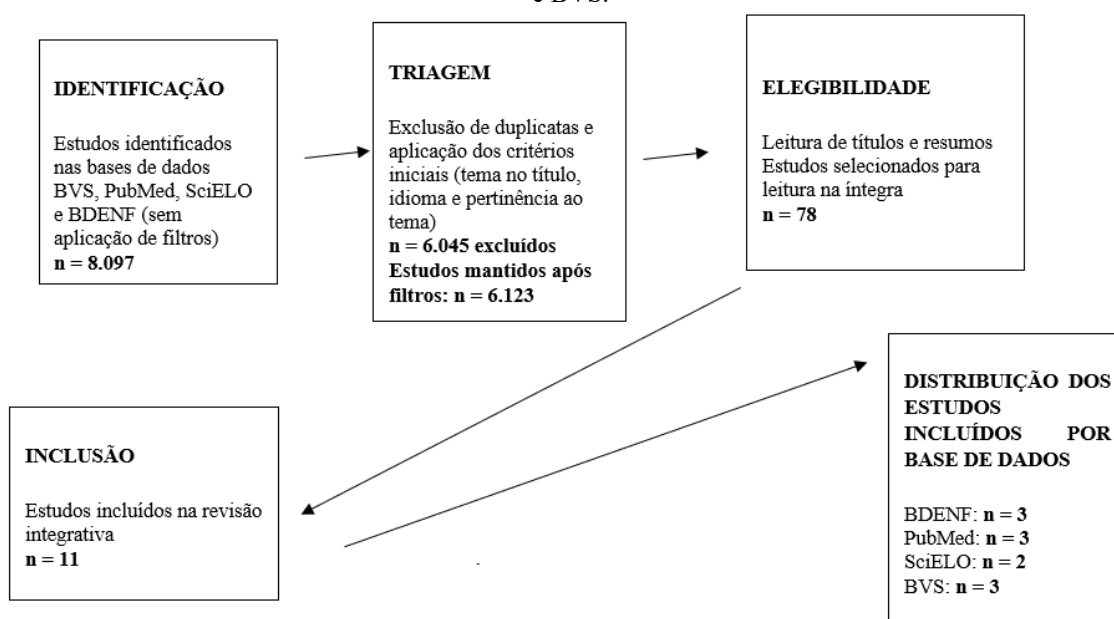 e BVS.
IDENTIFICAÇÃO
Estudos identificados
nas bases de dados
BVS, PubMed, SciELO
e BDENF (sem
aplicação de filtros)
n = 8.097
TRIAGEM
Exclusão de duplicatas e
aplicação dos critérios
iniciais (tema no título,
idioma e pertinência ao
tema)
n = 6.045 excluídos
Estudos mantidos após
filtros: n = 6.123
ELEGIBILIDADE
Leitura de títulos e resumos
Estudos selecionados para
leitura na íntegra
n = 78
INCLUSÃO
Estudos incluídos na revisão
integrativa
n = 11
DISTRIBUIÇÃO DOS
ESTUDOS
INCLUÍDOS POR
BASE DE DADOS
BDENF: n = 3
PubMed: n = 3
SciELO: n = 2
BVS: n = 3